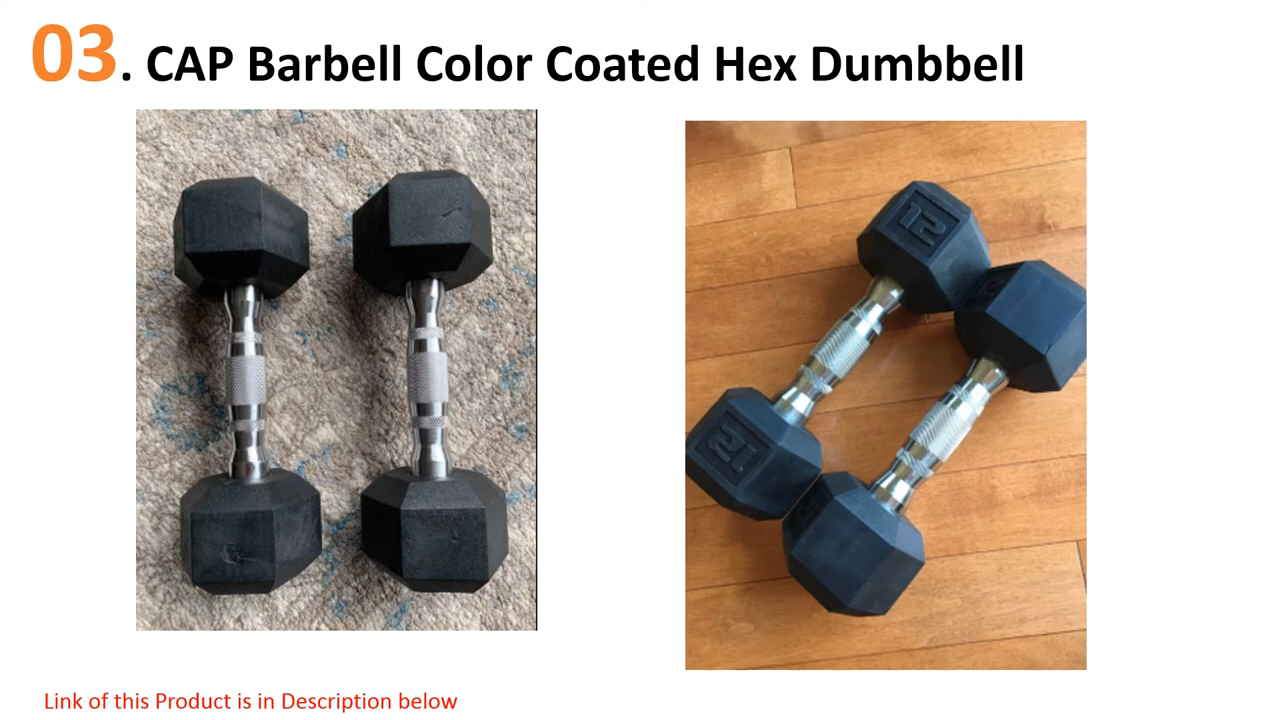 03. CAP Barbell Color Coated Hex Dumbbell
12
12
Link of this Product is in Description below